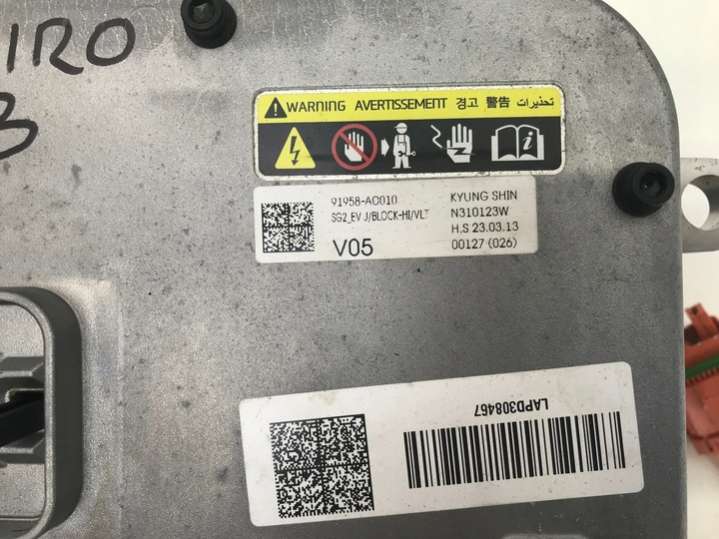 IRO
3
WARNING AVERTISSEMENT 경고 警告 تحذيرات
91958-AO010
SG2_EV J/BLOCK-HI/VLT
V05
KYUNG SHIN
N310123W
H.S 23.03.13
00127 (026)
LAPD308467